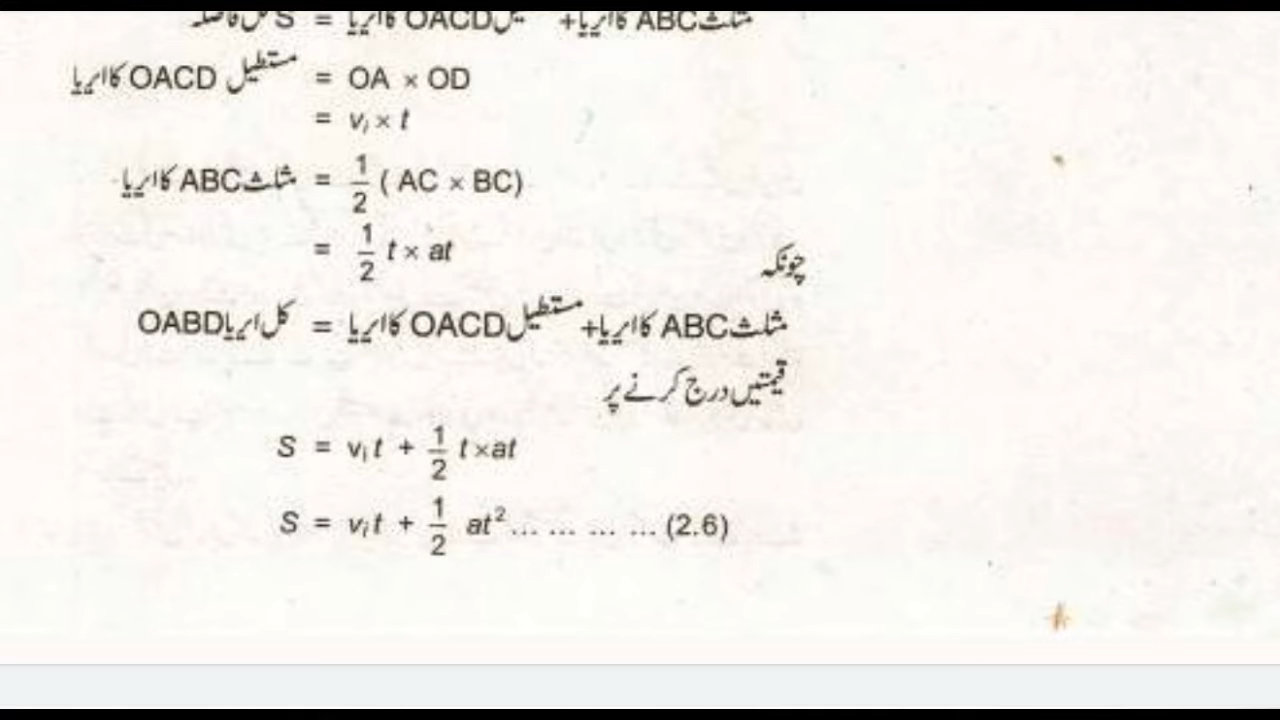 کل فاصلہ S = مستطیل OACD کا ایریا + مثلث ABC کا ایریا
مستطیل OACD کا ایریا = OA × OD
= vᵢ × t
مثلث ABC کا ایریا = 1/2 ( AC × BC)
= 1/2 t × at
چونکہ
کل ایریا OABD = مستطیل OACD کا ایریا + مثلث ABC کا ایریا
قیمتیں درج کرنے پر
S = vᵢt + 1/2 t×at
S = vᵢt + 1/2 at² ... ... ... ... (2.6)